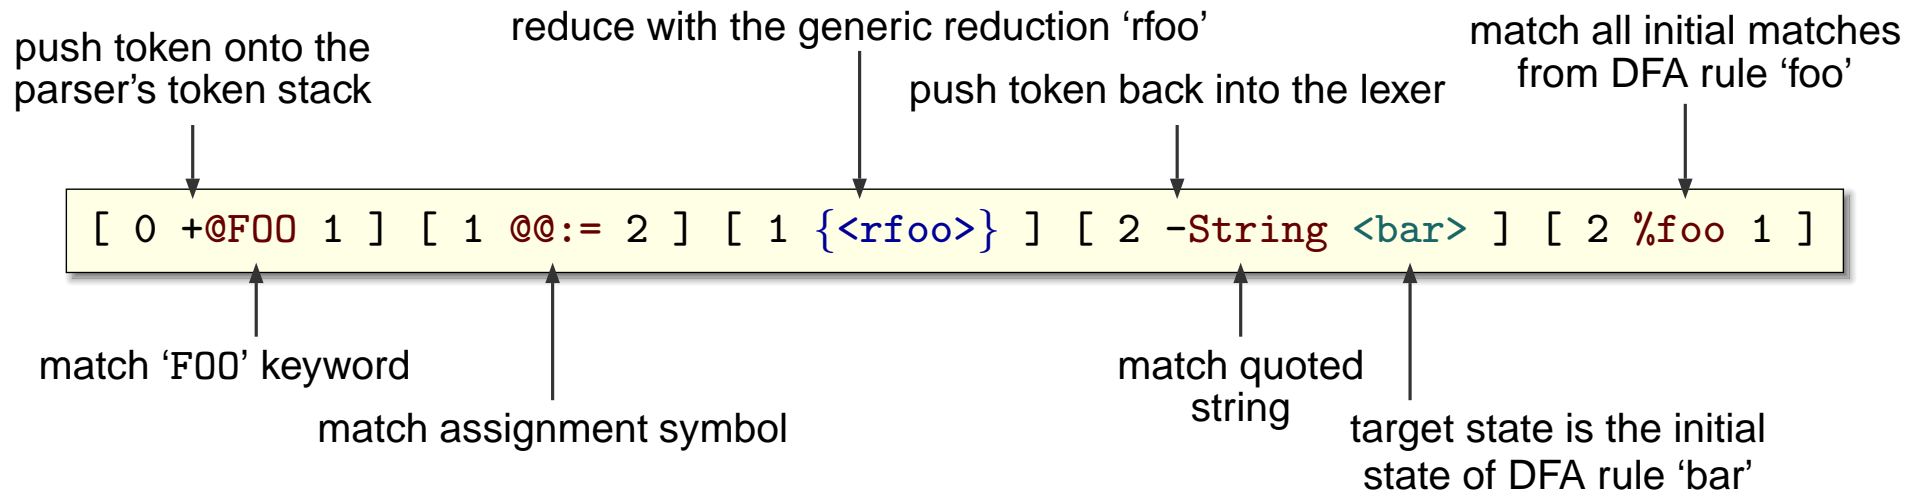 push token onto the
parser’s token stack
reduce with the generic reduction ‘rfoo’
push token back into the lexer
match all initial matches
from DFA rule ‘foo’
[ 0 +@FOO 1 ] [ 1 @@:= 2 ] [ 1 {<rfoo>} ] [ 2 -String <bar> ] [ 2 %foo 1 ]
match ‘FOO’ keyword
match assignment symbol
match quoted
string
target state is the initial
state of DFA rule ‘bar’